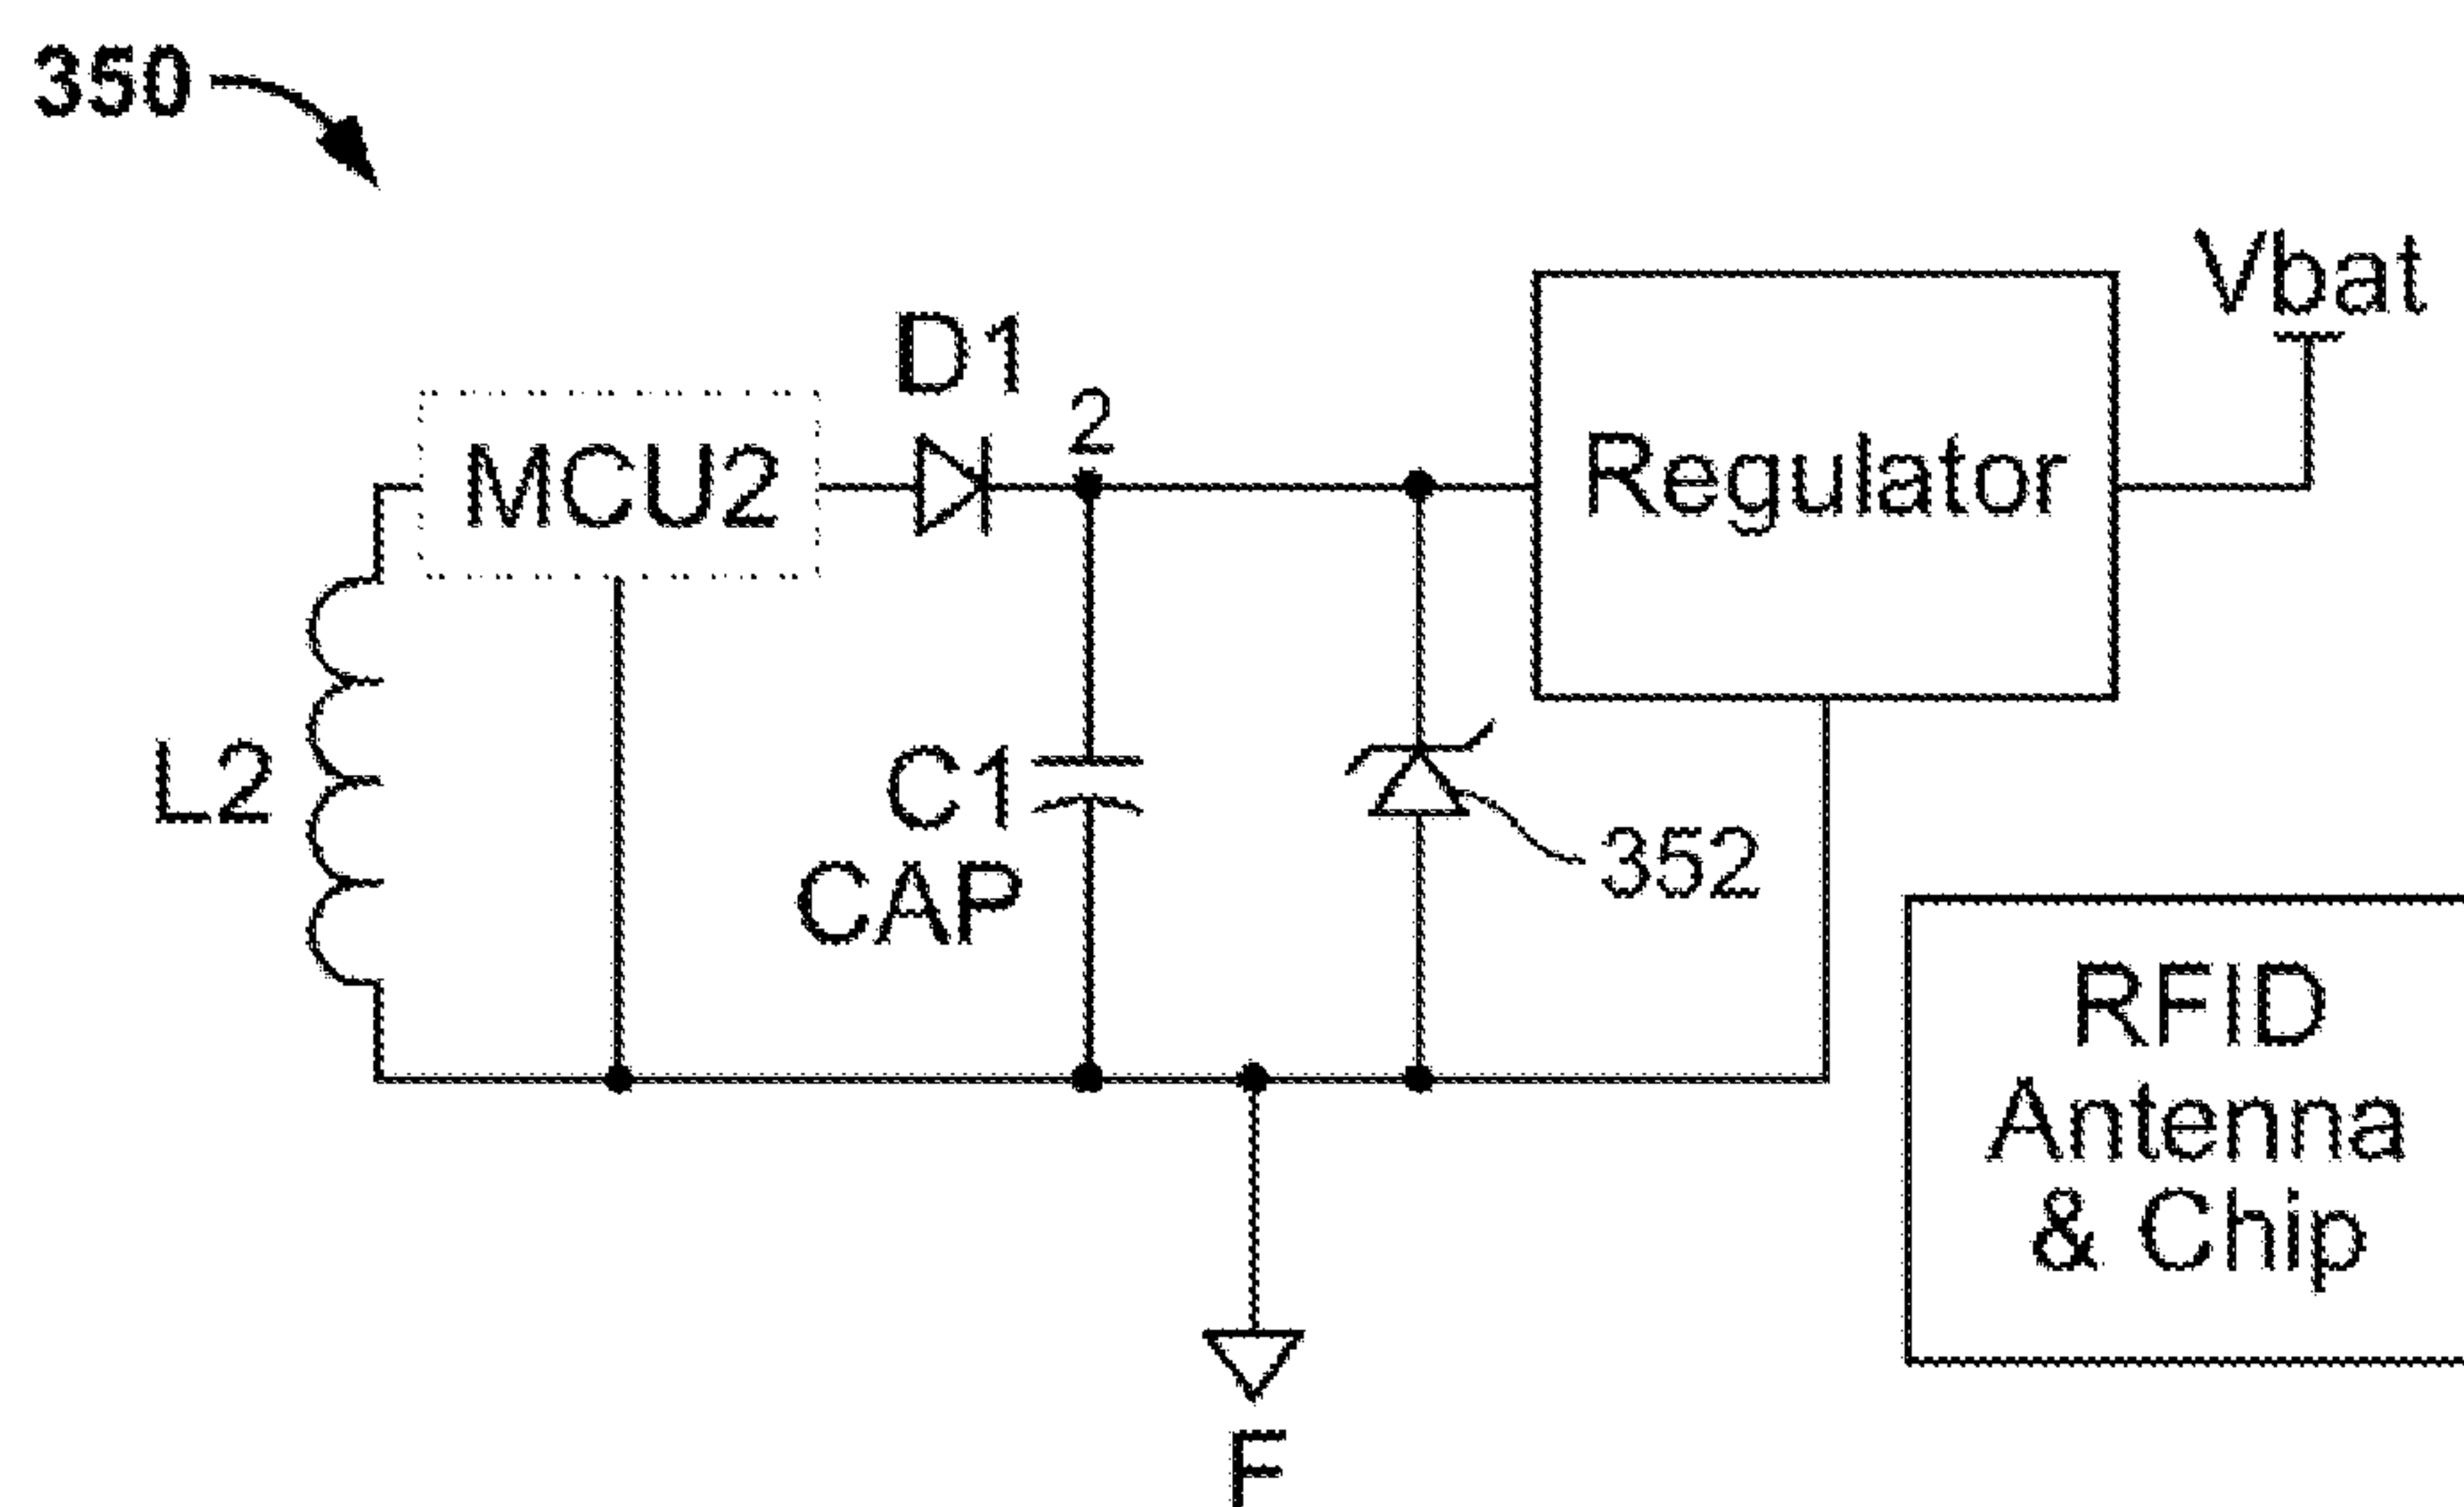 350
Vbat
D1
2
MCU2
Regulator
L2
C1
CAP
352
RFID
Antenna
& Chip